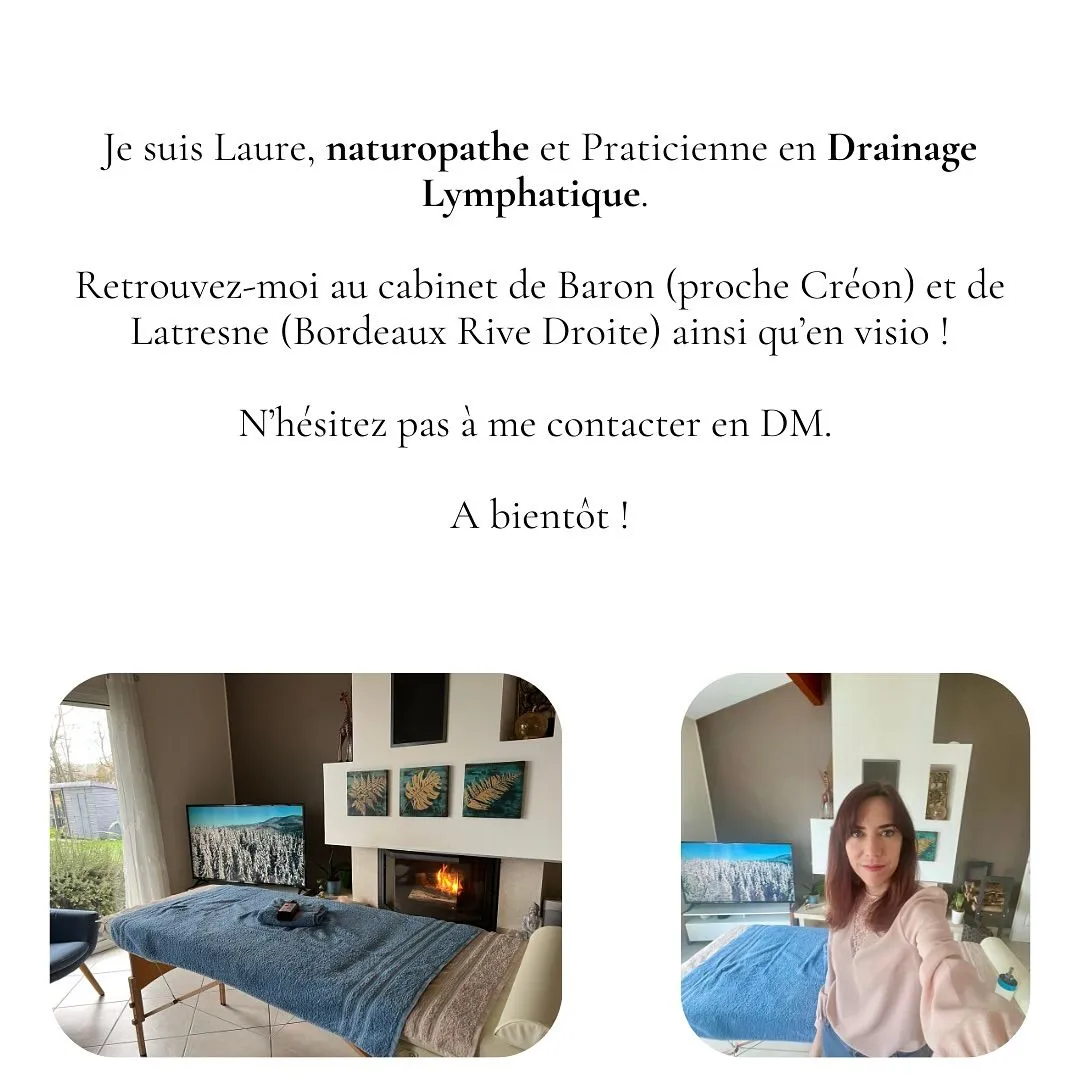 Je suis Laure, naturopathe et Praticienne en Drainage
Lymphatique.
Retrouvez-moi au cabinet de Baron (proche Créon) et de
Latresne (Bordeaux Rive Droite) ainsi qu’en visio !
N’hésitez pas à me contacter en DM.
A bientôt !